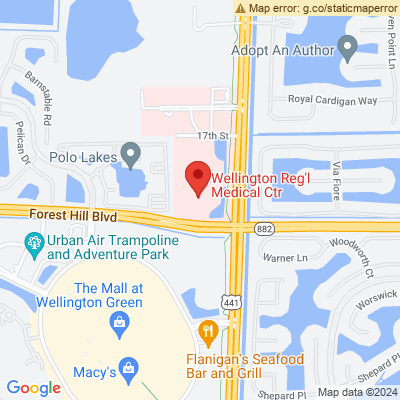 Map error: g.co/staticmaperror
Adopt An Author
Point Ln
Barnstable Rd
Royal Cardigan Way
Pelican Dr
17th St
Polo Lakes
Wellington Reg'l
Medical Ctr
Via Fiore
Forest Hill Blvd
882
Urban Air Trampoline
and Adventure Park
Woodworth Ct
Warner Ln
The Mall at
Wellington Green
441
Worswick
Flanigan's Seafood
Bar and Grill
Macy's
Shepard Pl
Shepard Pl
Google
Map data ©2024